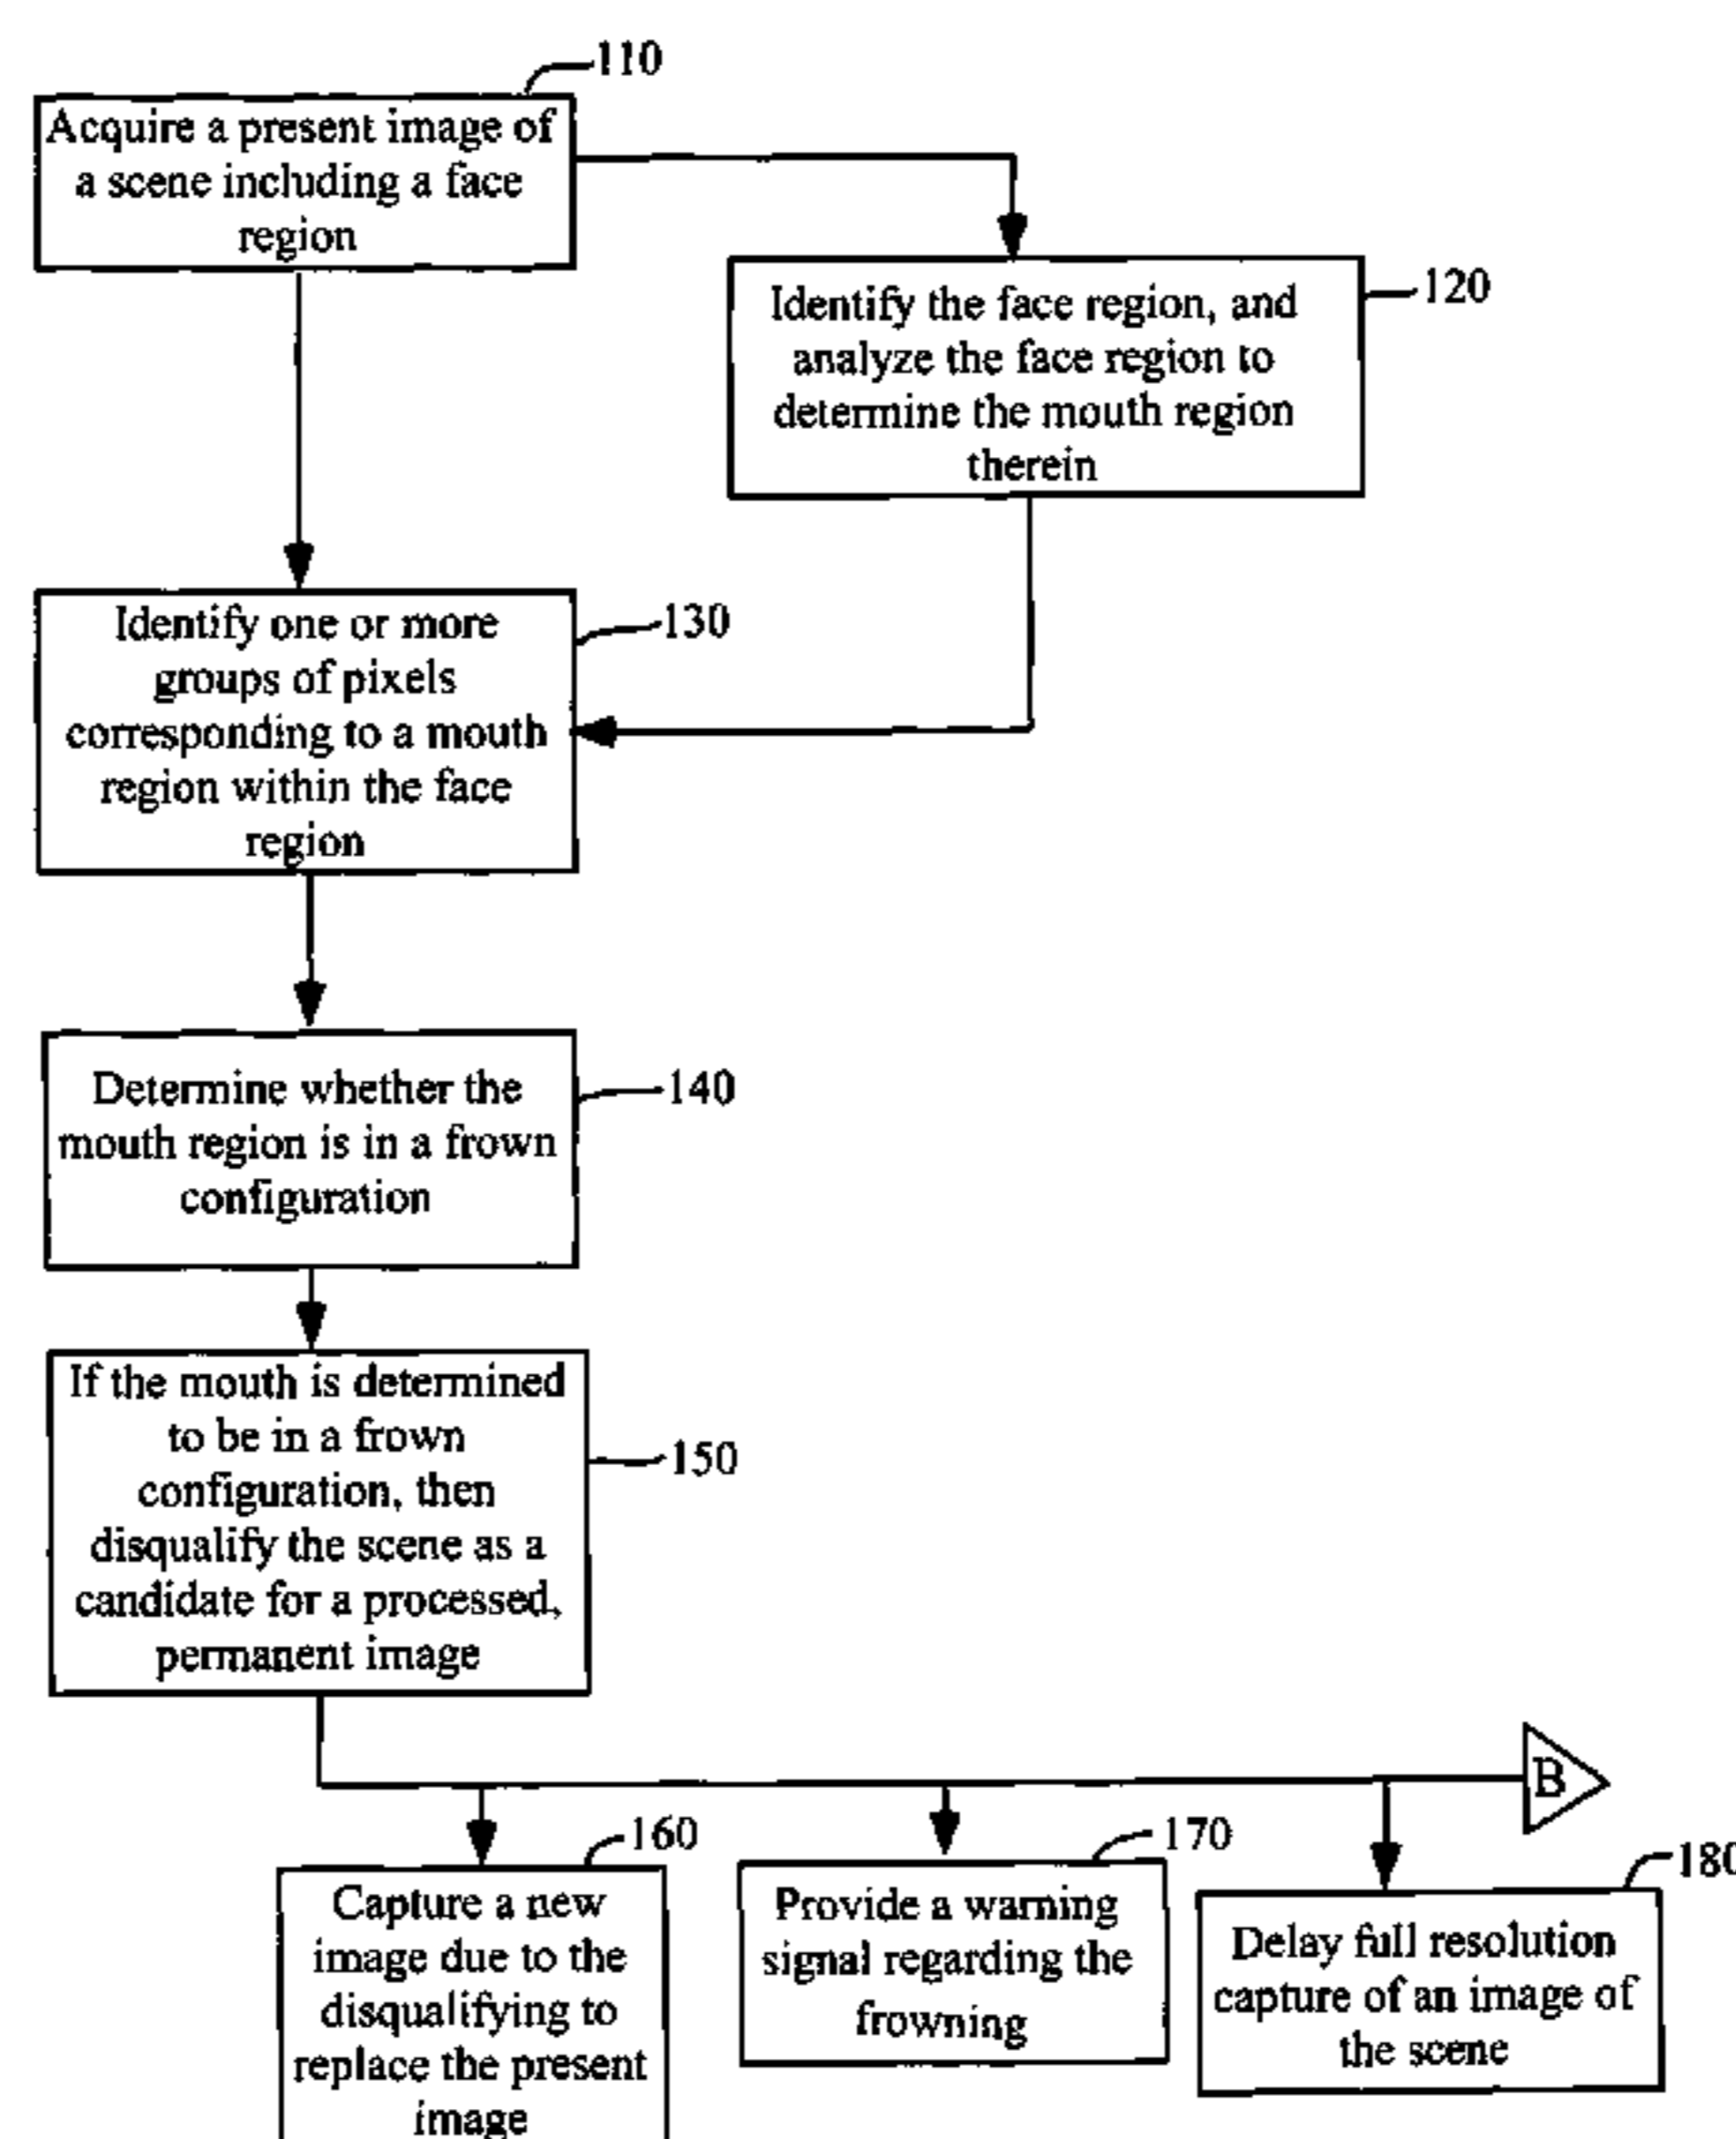 110
Acquire a present image of
a scene including a face
region
120
Identify the face region, and
analyze the face region to
determine the mouth region
therein
130
Identify one or more
groups of pixels
corresponding to a mouth
region within the face
region
140
Determine whether the
mouth region is in a frown
configuration
150
If the mouth is determined
to be in a frown
configuration, then
disqualify the scene as a
candidate for a processed,
permanent image
B
160
Capture a new
image due to the
disqualifying to
replace the present
image
170
Provide a warning
signal regarding the
frowning
180
Delay full resolution
capture of an image of
the scene